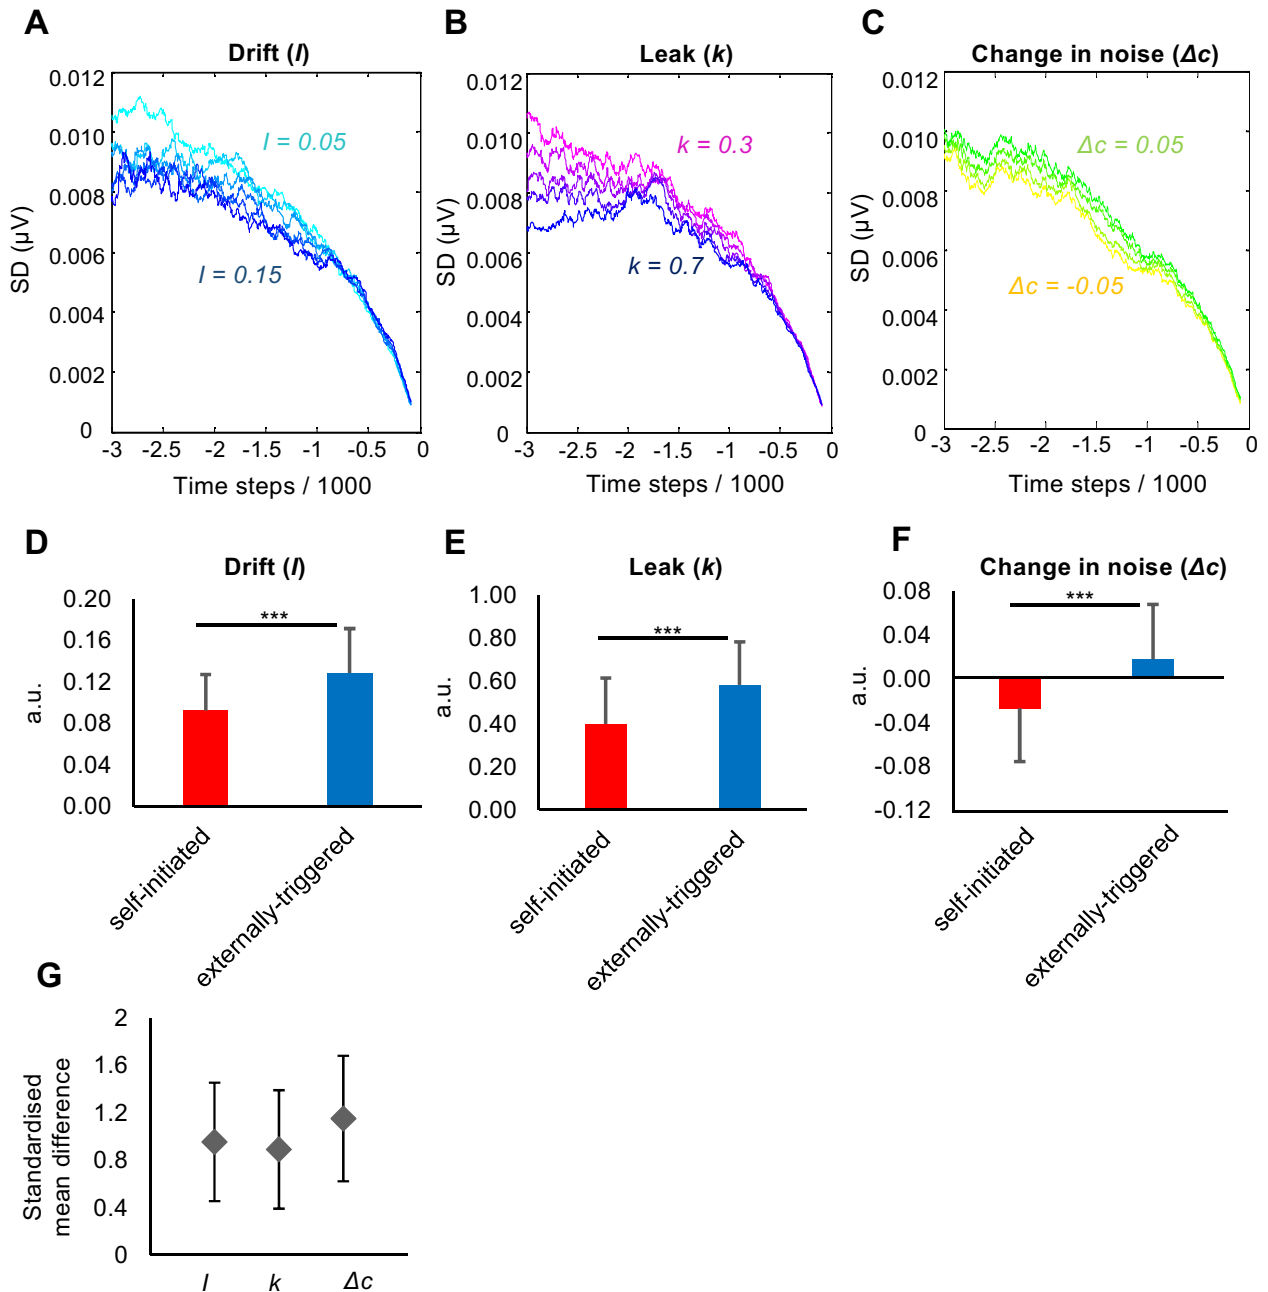 A
Drift (I)
SD (μV)
0.012
0.010
0.008
0.006
0.004
0.002
0
I = 0.05
I = 0.15
-3 -2.5 -2 -1.5 -1 -0.5 0
Time steps / 1000
B
Leak (k)
SD (μV)
0.012
0.010
0.008
0.006
0.004
0.002
0
k = 0.3
k = 0.7
-3 -2.5 -2 -1.5 -1 -0.5 0
Time steps / 1000
C
Change in noise (Δc)
SD (μV)
0.012
0.010
0.008
0.006
0.004
0.002
0
Δc = 0.05
Δc = -0.05
-3 -2.5 -2 -1.5 -1 -0.5 0
Time steps / 1000
D
Drift (I)
a.u.
0.20
0.16
0.12
0.08
0.04
0.00
***
self-initiated
externally-triggered
E
Leak (k)
a.u.
1.00
0.80
0.60
0.40
0.20
0.00
***
self-initiated
externally-triggered
F
Change in noise (Δc)
a.u.
0.08
0.04
0.00
-0.04
-0.08
-0.12
***
self-initiated
externally-triggered
G
Standardised
mean difference
2
1.6
1.2
0.8
0.4
0
I k Δc